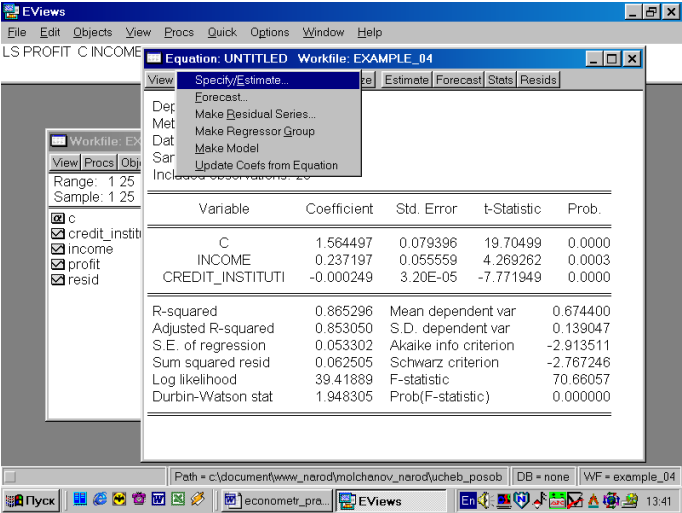 EViews
File Edit Objects View Procs Quick Options Window Help
LS PROFIT C INCOME
Equation: UNTITLED Workfile: EXAMPLE_04
View ze Estimate Forecast Stats Resids
Specify/Estimate...
Forecast...
Make Residual Series...
Make Regressor Group
Make Model
Update Coefs from Equation
Dep
Met
Dat
Sar
Included observations: 25
Workfile: EX
View Procs Obje
Range: 1 25
Sample: 1 25
c
credit_institu
income
profit
resid
Variable Coefficient Std. Error t-Statistic Prob.
C 1.564497 0.079396 19.70499 0.0000
INCOME 0.237197 0.055559 4.269262 0.0003
CREDIT_INSTITUTI -0.000249 3.20E-05 -7.771949 0.0000
R-squared 0.865296 Mean dependent var 0.674400
Adjusted R-squared 0.853050 S.D. dependent var 0.139047
S.E. of regression 0.053302 Akaike info criterion -2.913511
Sum squared resid 0.062505 Schwarz criterion -2.767246
Log likelihood 39.41889 F-statistic 70.66057
Durbin-Watson stat 1.948305 Prob(F-statistic) 0.000000
Path = c:\document\www_narod\molchanov_narod\ucheb_posob DB = none WF = example_04
Пуск econometr_pra... EViews En 13:41